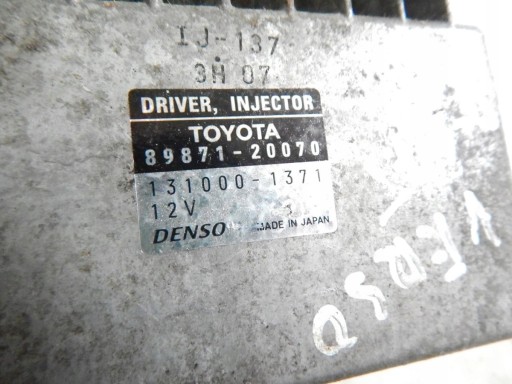 IJ-137
3H 07
DRIVER, INJECTOR
TOYOTA
89871-20070
131000-1371
12V
DENSO MADE IN JAPAN
VERSO